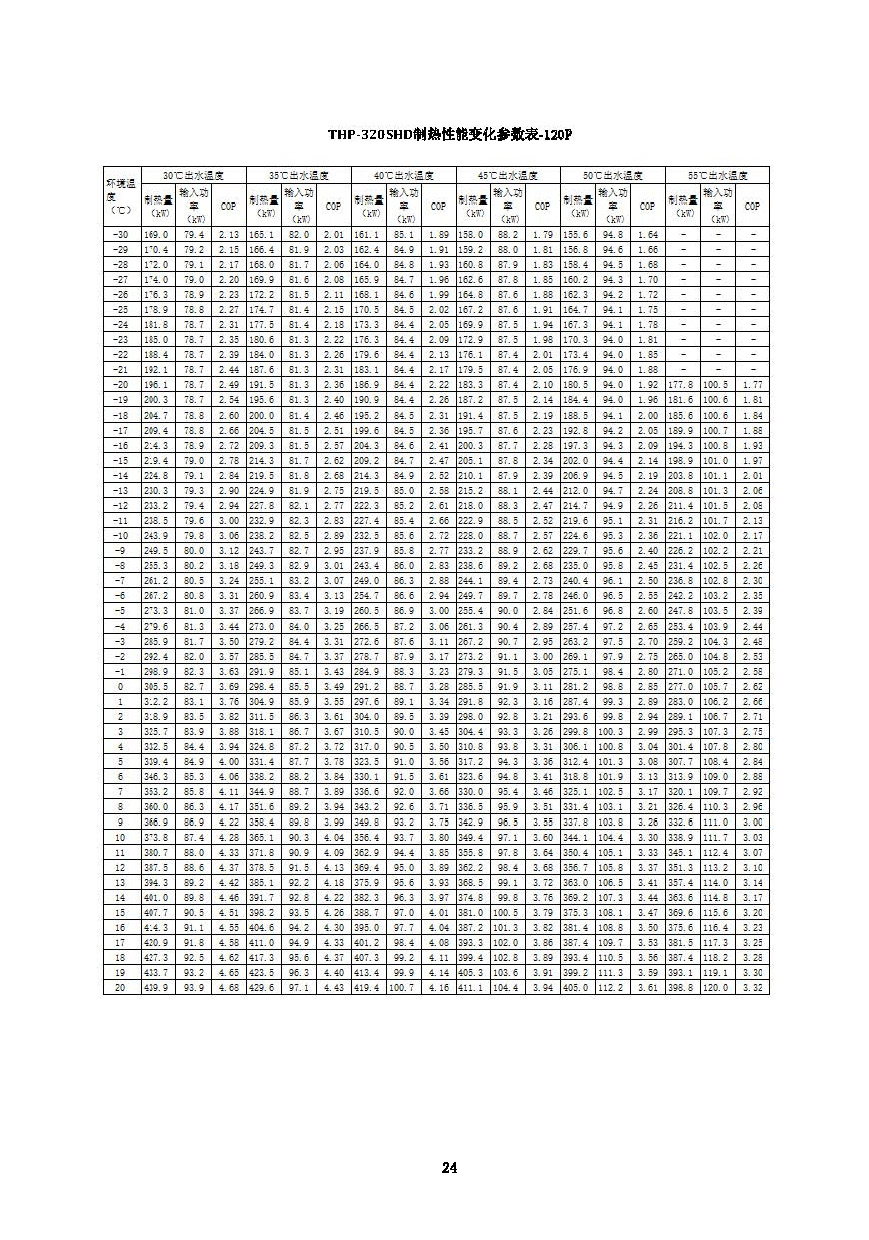 THP-320SHD制热性能变化参数表-120P
环境温度(℃) 30℃出水温度 35℃出水温度 40℃出水温度 45℃出水温度 50℃出水温度 55℃出水温度
制热量(kW) 输入功率(kW) COP 制热量(kW) 输入功率(kW) COP 制热量(kW) 输入功率(kW) COP 制热量(kW) 输入功率(kW) COP 制热量(kW) 输入功率(kW) COP 制热量(kW) 输入功率(kW) COP
-30 169.0 79.4 2.13 165.1 82.0 2.01 161.1 85.1 1.89 158.0 88.2 1.79 155.6 94.8 1.64 - - -
-29 170.4 79.2 2.15 166.4 81.9 2.03 162.4 84.9 1.91 159.2 88.0 1.81 156.8 94.6 1.66 - - -
-28 172.0 79.1 2.17 168.0 81.7 2.06 164.0 84.8 1.93 160.8 87.9 1.83 158.4 94.5 1.68 - - -
-27 174.0 79.0 2.20 169.9 81.6 2.08 165.9 84.7 1.96 162.6 87.8 1.85 160.2 94.3 1.70 - - -
-26 176.3 78.9 2.23 172.2 81.5 2.11 168.1 84.6 1.99 164.8 87.6 1.88 162.3 94.2 1.72 - - -
-25 178.9 78.8 2.27 174.7 81.4 2.15 170.5 84.5 2.02 167.2 87.6 1.91 164.7 94.1 1.75 - - -
-24 181.8 78.7 2.31 177.5 81.4 2.18 173.3 84.4 2.05 169.9 87.5 1.94 167.3 94.1 1.78 - - -
-23 185.0 78.7 2.35 180.6 81.3 2.22 176.3 84.4 2.09 172.9 87.5 1.98 170.3 94.0 1.81 - - -
-22 188.4 78.7 2.39 184.0 81.3 2.26 179.6 84.4 2.13 176.1 87.4 2.01 173.4 94.0 1.85 - - -
-21 192.1 78.7 2.44 187.6 81.3 2.31 183.1 84.4 2.17 179.5 87.4 2.05 176.9 94.0 1.88 - - -
-20 196.1 78.7 2.49 191.5 81.3 2.36 186.9 84.4 2.22 183.3 87.4 2.10 180.5 94.0 1.92 177.8 100.5 1.77
-19 200.3 78.7 2.54 195.6 81.3 2.40 190.9 84.4 2.26 187.2 87.5 2.14 184.4 94.0 1.96 181.6 100.6 1.81
-18 204.7 78.8 2.60 200.0 81.4 2.46 195.2 84.5 2.31 191.4 87.5 2.19 188.5 94.1 2.00 185.6 100.6 1.84
-17 209.4 78.8 2.66 204.5 81.5 2.51 199.6 84.5 2.36 195.7 87.6 2.23 192.8 94.2 2.05 189.9 100.7 1.88
-16 214.3 78.9 2.72 209.3 81.5 2.57 204.3 84.6 2.41 200.3 87.7 2.28 197.3 94.3 2.09 194.3 100.8 1.93
-15 219.4 79.0 2.78 214.3 81.7 2.62 209.2 84.7 2.47 205.1 87.8 2.34 202.0 94.4 2.14 198.9 101.0 1.97
-14 224.8 79.1 2.84 219.5 81.8 2.68 214.3 84.9 2.52 210.1 87.9 2.39 206.9 94.5 2.19 203.8 101.1 2.01
-13 230.3 79.3 2.90 224.9 81.9 2.75 219.5 85.0 2.58 215.2 88.1 2.44 212.0 94.7 2.24 208.8 101.3 2.06
-12 233.2 79.4 2.94 227.8 82.1 2.77 222.3 85.2 2.61 218.0 88.3 2.47 214.7 94.9 2.26 211.4 101.5 2.08
-11 238.5 79.6 3.00 232.9 82.3 2.83 227.4 85.4 2.66 222.9 88.5 2.52 219.6 95.1 2.31 216.2 101.7 2.13
-10 243.9 79.8 3.06 238.2 82.5 2.89 232.5 85.6 2.72 228.0 88.7 2.57 224.6 95.3 2.36 221.1 102.0 2.17
-9 249.5 80.0 3.12 243.7 82.7 2.95 237.9 85.8 2.77 233.2 88.9 2.62 229.7 95.6 2.40 226.2 102.2 2.21
-8 255.3 80.2 3.18 249.3 82.9 3.01 243.4 86.0 2.83 238.6 89.2 2.68 235.0 95.8 2.45 231.4 102.5 2.26
-7 261.2 80.5 3.24 255.1 83.2 3.07 249.0 86.3 2.88 244.1 89.4 2.73 240.4 96.1 2.50 236.8 102.8 2.30
-6 267.2 80.8 3.31 260.9 83.4 3.13 254.7 86.6 2.94 249.7 89.7 2.78 246.0 96.5 2.55 242.2 103.2 2.35
-5 273.3 81.0 3.37 266.9 83.7 3.19 260.5 86.9 3.00 255.4 90.0 2.84 251.6 96.8 2.60 247.8 103.5 2.39
-4 279.6 81.3 3.44 273.0 84.0 3.25 266.5 87.2 3.06 261.3 90.4 2.89 257.4 97.2 2.65 253.4 103.9 2.44
-3 285.9 81.7 3.50 279.2 84.4 3.31 272.6 87.6 3.11 267.2 90.7 2.95 263.2 97.5 2.70 259.2 104.3 2.48
-2 292.4 82.0 3.57 285.5 84.7 3.37 278.7 87.9 3.17 273.2 91.1 3.00 269.1 97.9 2.75 265.0 104.8 2.53
-1 298.9 82.3 3.63 291.9 85.1 3.43 284.9 88.3 3.23 279.3 91.5 3.05 275.1 98.4 2.80 271.0 105.2 2.58
0 305.5 82.7 3.69 298.4 85.5 3.49 291.2 88.7 3.28 285.5 91.9 3.11 281.2 98.8 2.85 277.0 105.7 2.62
1 312.2 83.1 3.76 304.9 85.9 3.55 297.6 89.1 3.34 291.8 92.3 3.16 287.4 99.3 2.89 283.0 106.2 2.66
2 318.9 83.5 3.82 311.5 86.3 3.61 304.0 89.5 3.39 298.0 92.8 3.21 293.6 99.8 2.94 289.1 106.7 2.71
3 325.7 83.9 3.88 318.1 86.7 3.67 310.5 90.0 3.45 304.4 93.3 3.26 299.8 100.3 2.99 295.3 107.3 2.75
4 332.5 84.4 3.94 324.8 87.2 3.72 317.0 90.5 3.50 310.8 93.8 3.31 306.1 100.8 3.04 301.4 107.8 2.80
5 339.4 84.9 4.00 331.4 87.7 3.78 323.5 91.0 3.56 317.2 94.3 3.36 312.4 101.3 3.08 307.7 108.4 2.84
6 346.3 85.3 4.06 338.2 88.2 3.84 330.1 91.5 3.61 323.6 94.8 3.41 318.8 101.9 3.13 313.9 109.0 2.88
7 353.2 85.8 4.11 344.9 88.7 3.89 336.6 92.0 3.66 330.0 95.4 3.46 325.1 102.5 3.17 320.1 109.7 2.92
8 360.0 86.3 4.17 351.6 89.2 3.94 343.2 92.6 3.71 336.5 95.9 3.51 331.4 103.1 3.21 326.4 110.3 2.96
9 366.9 86.9 4.22 358.4 89.8 3.99 349.8 93.2 3.75 342.9 96.5 3.55 337.8 103.8 3.26 332.6 111.0 3.00
10 373.8 87.4 4.28 365.1 90.3 4.04 356.4 93.7 3.80 349.4 97.1 3.60 344.1 104.4 3.30 338.9 111.7 3.03
11 380.7 88.0 4.33 371.8 90.9 4.09 362.9 94.4 3.85 355.8 97.8 3.64 350.4 105.1 3.33 345.1 112.4 3.07
12 387.5 88.6 4.37 378.5 91.5 4.13 369.4 95.0 3.89 362.2 98.4 3.68 356.7 105.8 3.37 351.3 113.2 3.10
13 394.3 89.2 4.42 385.1 92.2 4.18 375.9 95.6 3.93 368.5 99.1 3.72 363.0 106.5 3.41 357.4 114.0 3.14
14 401.0 89.8 4.46 391.7 92.8 4.22 382.3 96.3 3.97 374.8 99.8 3.76 369.2 107.3 3.44 363.6 114.8 3.17
15 407.7 90.5 4.51 398.2 93.5 4.26 388.7 97.0 4.01 381.0 100.5 3.79 375.3 108.1 3.47 369.6 115.6 3.20
16 414.3 91.1 4.55 404.6 94.2 4.30 395.0 97.7 4.04 387.2 101.3 3.82 381.4 108.8 3.50 375.6 116.4 3.23
17 420.9 91.8 4.58 411.0 94.9 4.33 401.2 98.4 4.08 393.3 102.0 3.86 387.4 109.7 3.53 381.5 117.3 3.25
18 427.3 92.5 4.62 417.3 95.6 4.37 407.3 99.2 4.11 399.4 102.8 3.89 393.4 110.5 3.56 387.4 118.2 3.28
19 433.7 93.2 4.65 423.5 96.3 4.40 413.4 99.9 4.14 405.3 103.6 3.91 399.2 111.3 3.59 393.1 119.1 3.30
20 439.9 93.9 4.68 429.6 97.1 4.43 419.4 100.7 4.16 411.1 104.4 3.94 405.0 112.2 3.61 398.8 120.0 3.32
24